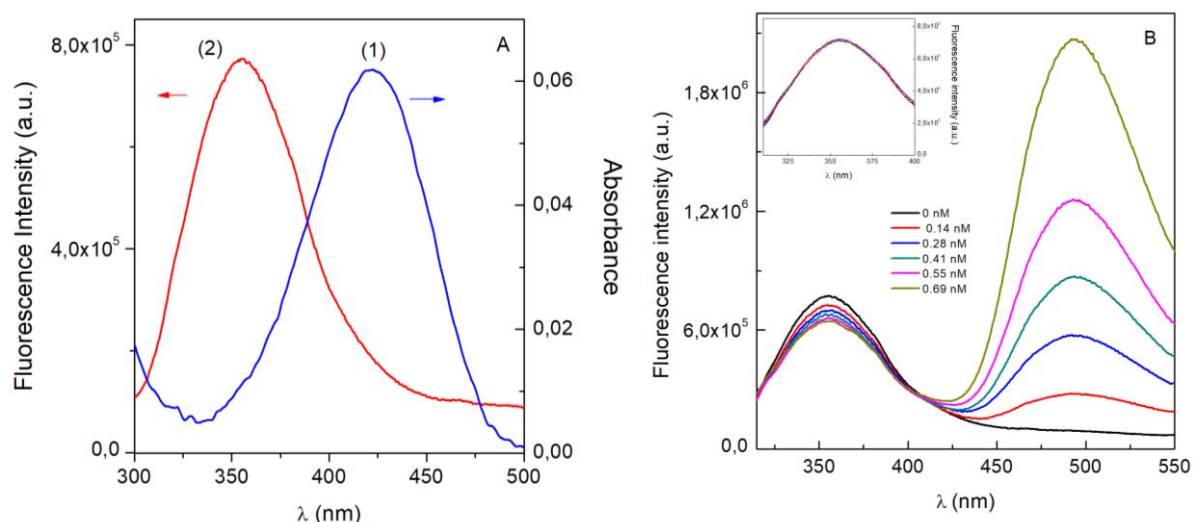 A
(2)
(1)
8,0x10⁵
4,0x10⁵
0,0
Fluorescence Intensity (a.u.)
0,06
0,04
0,02
0,00
Absorbance
300 350 400 450 500
λ (nm)
B
1,8x10⁶
1,2x10⁶
6,0x10⁵
0,0
Fluorescence intensity (a.u.)
0 nM
0.14 nM
0.28 nM
0.41 nM
0.55 nM
0.69 nM
350 400 450 500 550
λ (nm)
325 350 375 400
λ (nm)
Fluorescence intensity (a.u.)
0,0